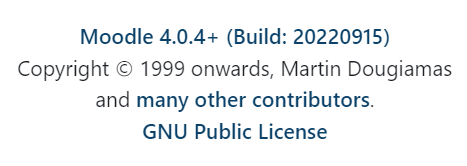 Moodle 4.0.4+ (Build: 20220915)
Copyright © 1999 onwards, Martin Dougiamas
and many other contributors.
GNU Public License